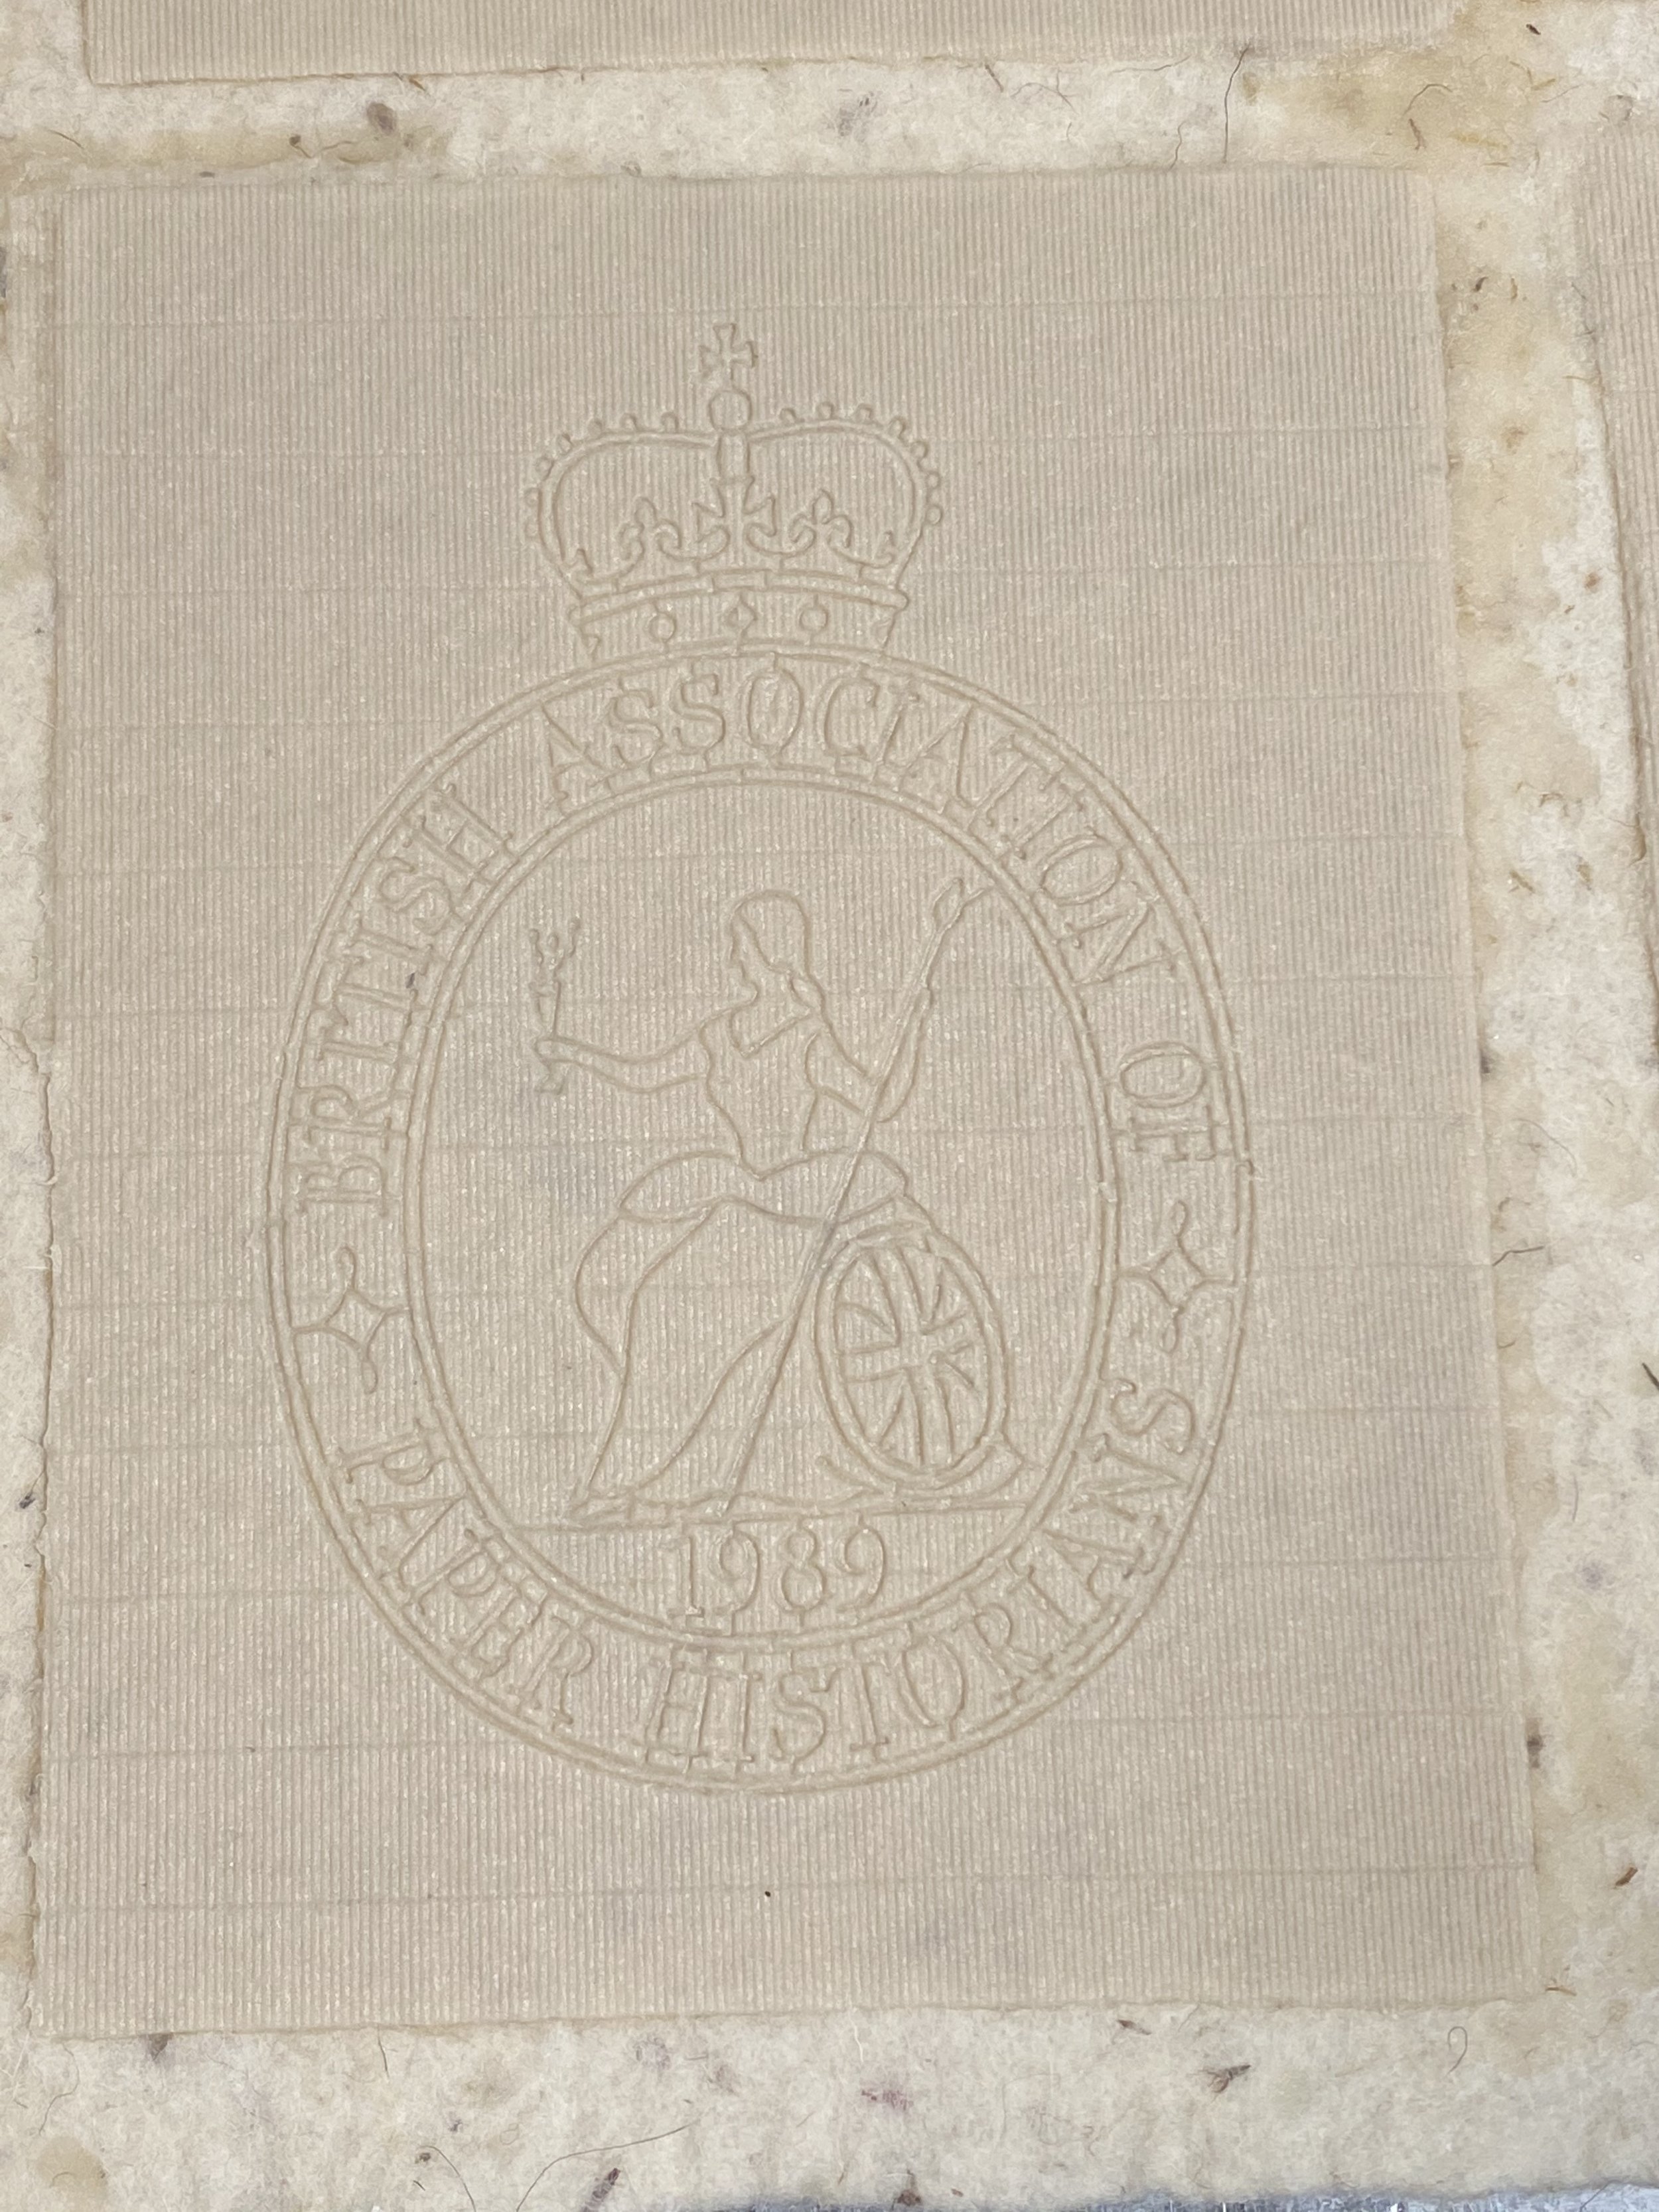 BRITISH ASSOCIATION OF
PAPER HISTORIANS
1989